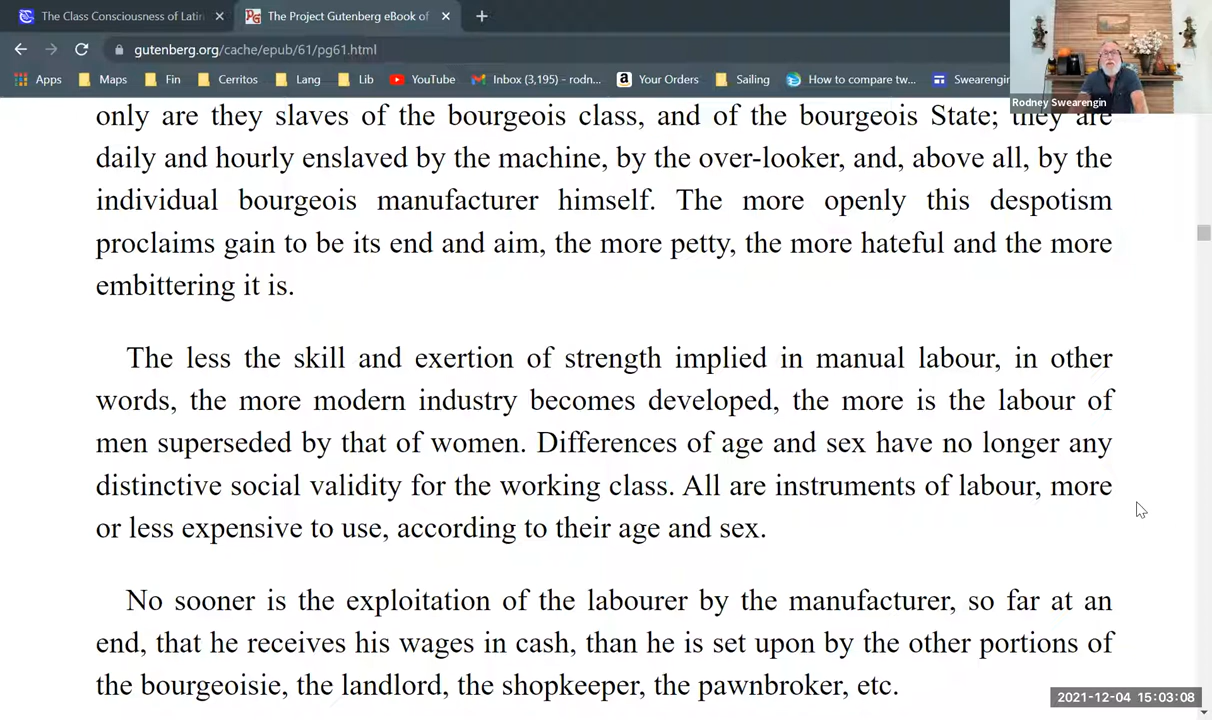 The Class Consciousness of Latin
The Project Gutenberg eBook of
gutenberg.org/cache/epub/61/pg61.html
Apps Maps Fin Cerritos Lang Lib YouTube Inbox (3,195) - rodn... Your Orders Sailing How to compare tw... Swearengin
Rodney Swearengin
only are they slaves of the bourgeois class, and of the bourgeois State; they are
daily and hourly enslaved by the machine, by the over-looker, and, above all, by the
individual bourgeois manufacturer himself. The more openly this despotism
proclaims gain to be its end and aim, the more petty, the more hateful and the more
embittering it is.
The less the skill and exertion of strength implied in manual labour, in other
words, the more modern industry becomes developed, the more is the labour of
men superseded by that of women. Differences of age and sex have no longer any
distinctive social validity for the working class. All are instruments of labour, more
or less expensive to use, according to their age and sex.
No sooner is the exploitation of the labourer by the manufacturer, so far at an
end, that he receives his wages in cash, than he is set upon by the other portions of
the bourgeoisie, the landlord, the shopkeeper, the pawnbroker, etc.
2021-12-04 15:03:08